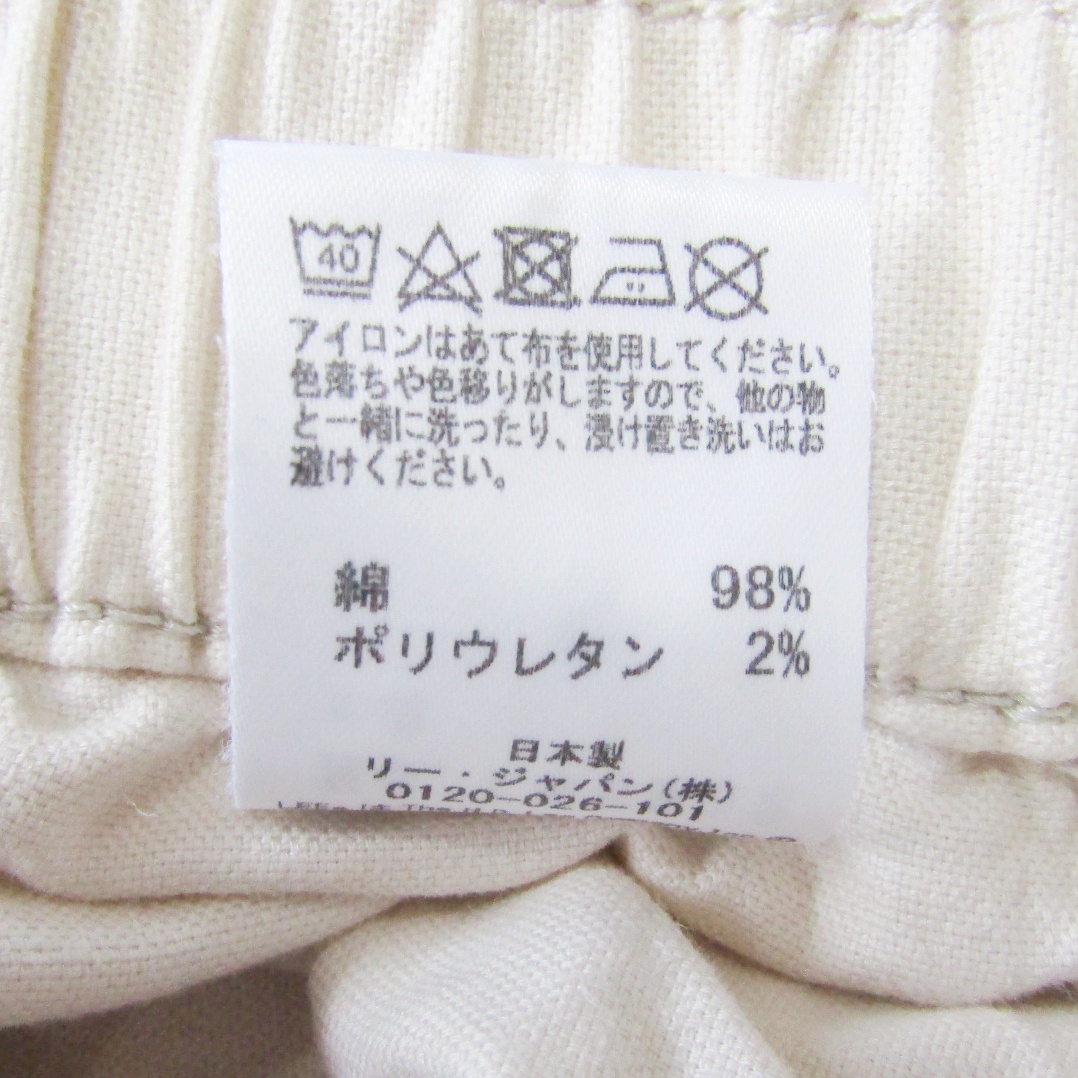 40
アイロンはあて布を使用してください。
色落ちや色移りがしますので、他の物
と一緒に洗ったり、浸け置き洗いはお
避けください。
綿 98%
ポリウレタン 2%
日本製
リー・ジャパン(株)
0120-026-101